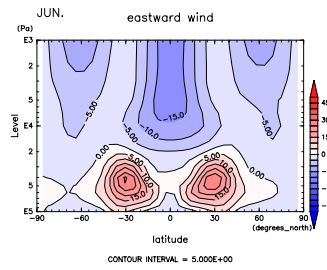 JUN.
eastward wind
(Pa)
E3
2
5
E4
2
5
E5
Level
-5.00
-10.0
-15.0
-5.00
0.00
5.00
10.0
15.0
5.00
10.0
15.0
0.00
45
30
15
0
-90 -60 -30 0 30 60 90
(degrees_north)
latitude
CONTOUR INTERVAL = 5.000E+00